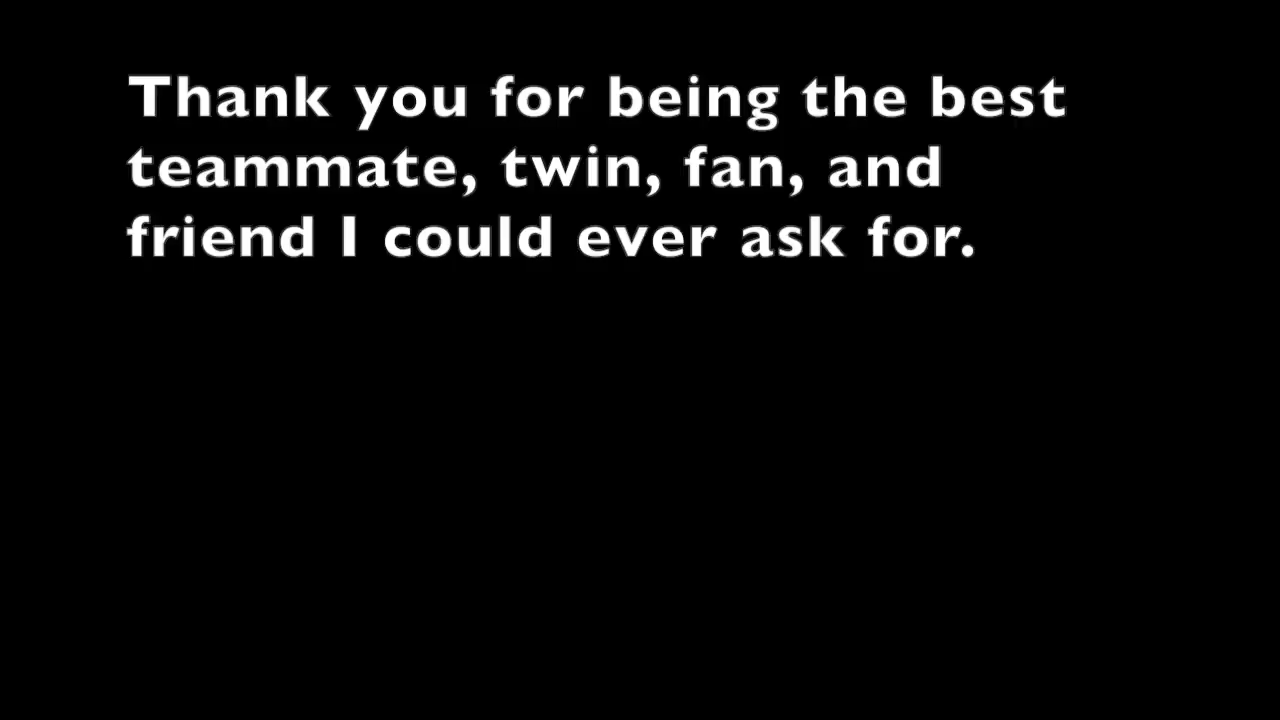 Thank you for being the best
teammate, twin, fan, and
friend I could ever ask for.